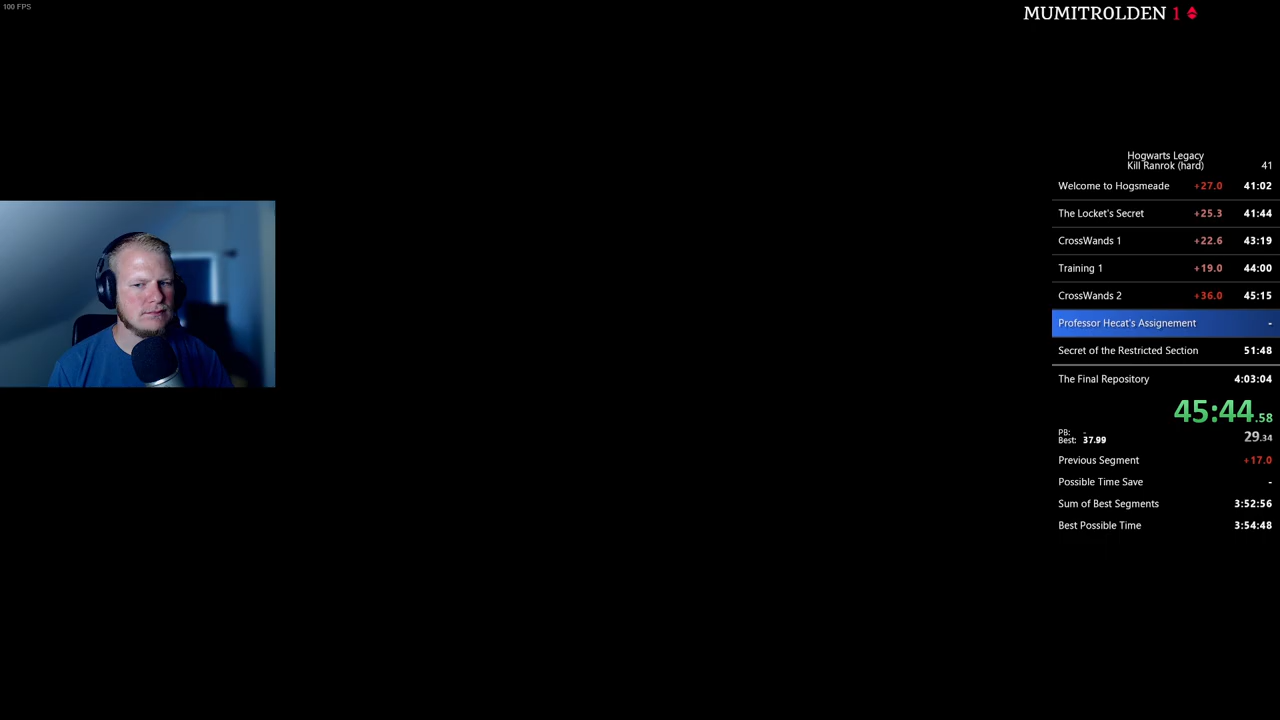 100 FPS
MUMITROLDEN 1
Hogwarts Legacy
Kill Ranrok (hard) 41
Welcome to Hogsmeade +27.0 41:02
The Locket's Secret +25.3 41:44
CrossWands 1 +22.6 43:19
Training 1 +19.0 44:00
CrossWands 2 +36.0 45:15
Professor Hecat's Assignement -
Secret of the Restricted Section 51:48
The Final Repository 4:03:04
45:44.58
PB: -
Best: 37.99 29.34
Previous Segment +17.0
Possible Time Save -
Sum of Best Segments 3:52:56
Best Possible Time 3:54:48